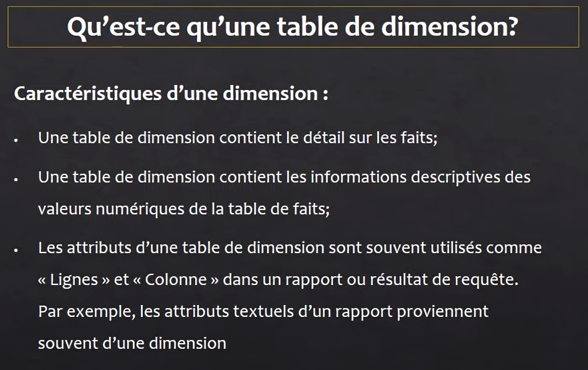 Qu’est-ce qu’une table de dimension?
Caractéristiques d’une dimension :
• Une table de dimension contient le détail sur les faits;
• Une table de dimension contient les informations descriptives des
valeurs numériques de la table de faits;
• Les attributs d’une table de dimension sont souvent utilisés comme
« Lignes » et « Colonne » dans un rapport ou résultat de requête.
Par exemple, les attributs textuels d’un rapport proviennent
souvent d’une dimension